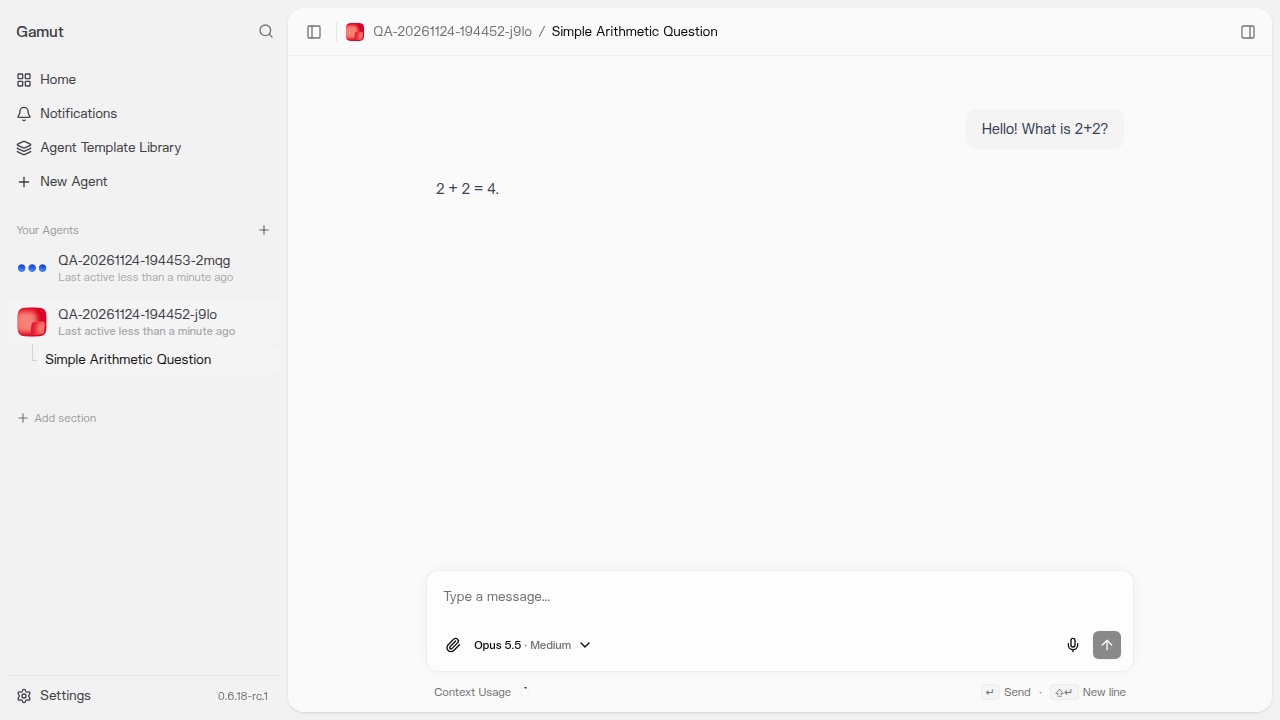 Gamut
Home
Notifications
Agent Template Library
New Agent
Your Agents
QA-20261124-194453-2mqg
Last active less than a minute ago
QA-20261124-194452-j9lo
Last active less than a minute ago
Simple Arithmetic Question
Add section
Settings
0.6.18-rc.1
QA-20261124-194452-j9lo / Simple Arithmetic Question
Hello! What is 2+2?
2 + 2 = 4.
Type a message...
Opus 5.5 · Medium
Context Usage
Send · New line